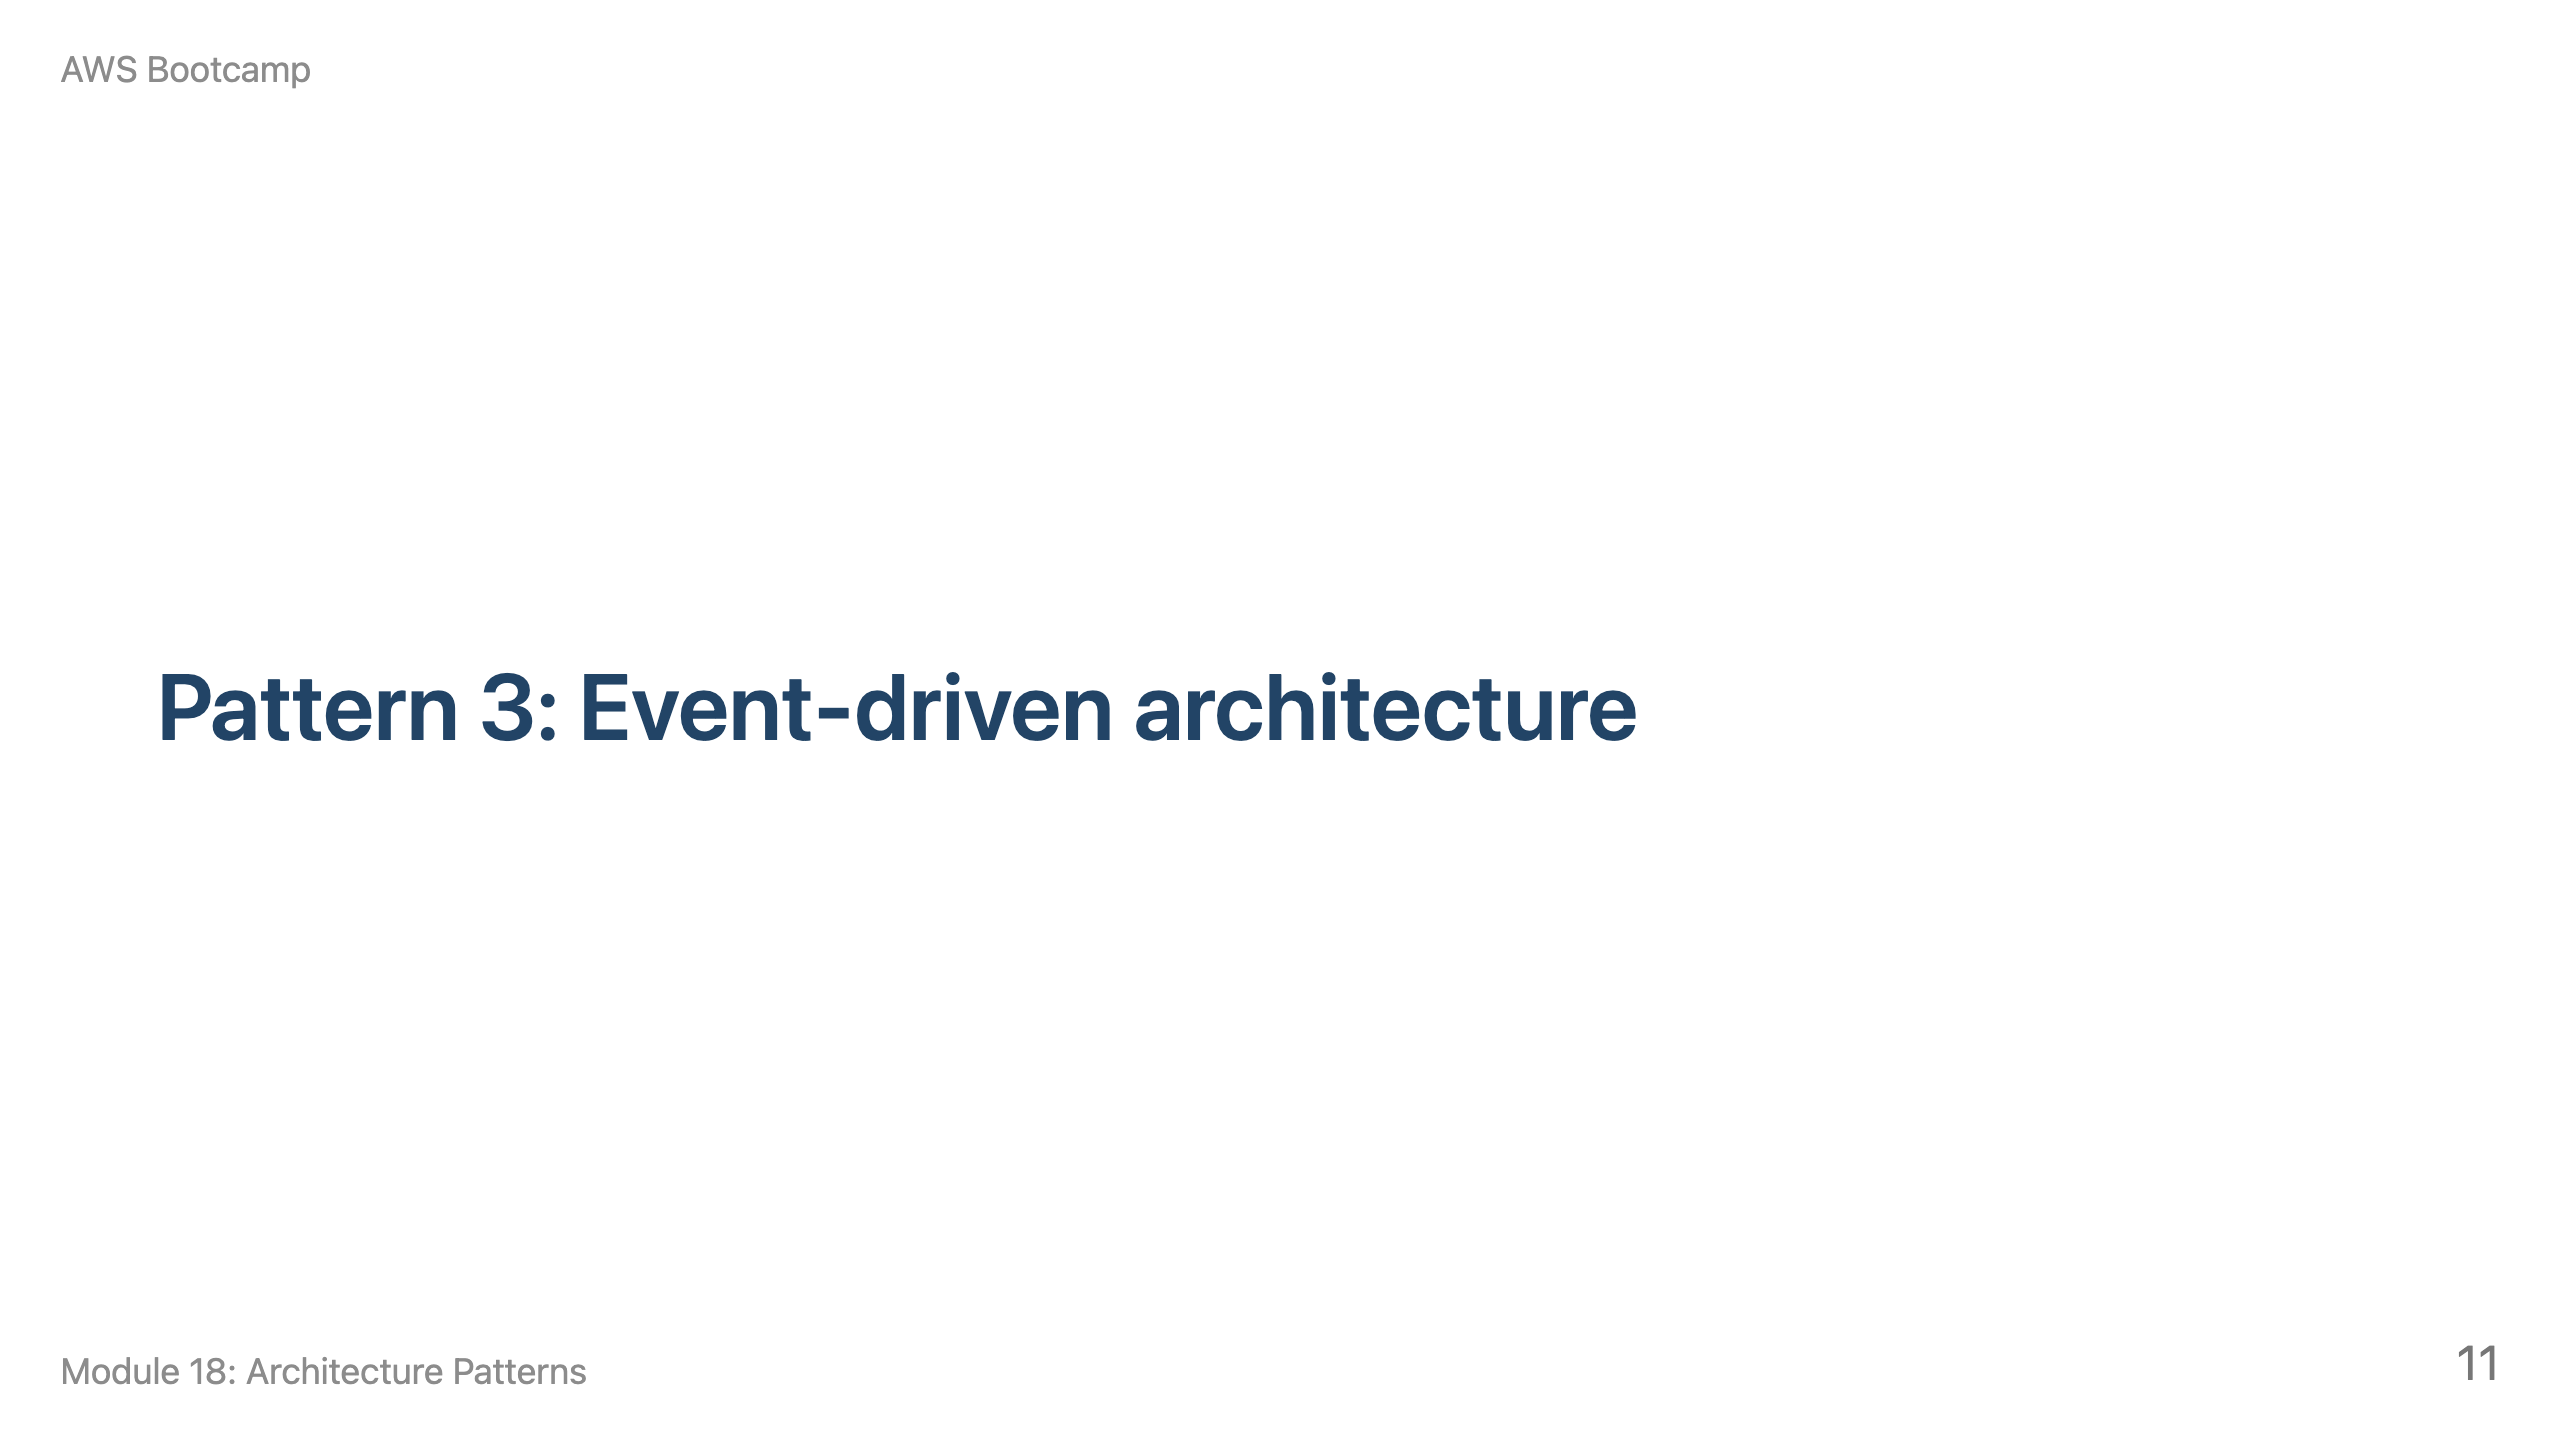 AWS Bootcamp
Pattern 3: Event-driven architecture
Module 18: Architecture Patterns
11